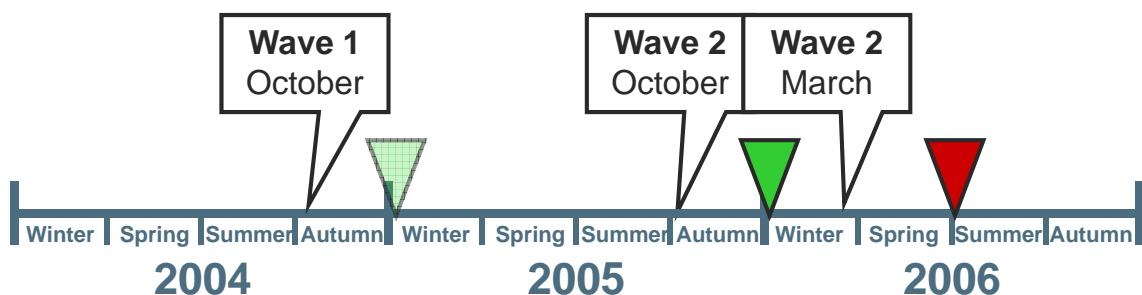 Wave 1
October
Wave 2
October
Wave 2
March
Winter Spring Summer Autumn Winter Spring Summer Autumn Winter Spring Summer Autumn
2004 2005 2006